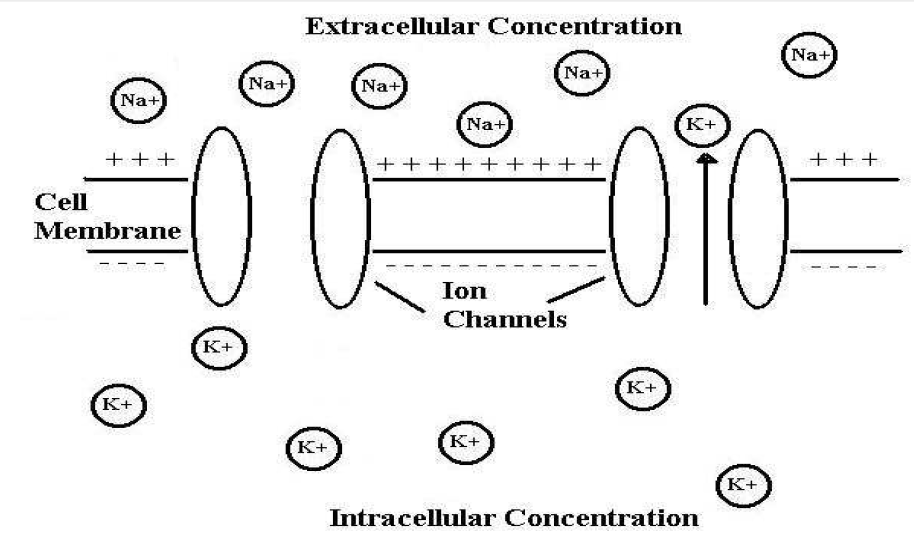 Extracellular Concentration
Na+
Na+
Na+
Na+
Na+
Na+
K+
+ + +
+ + + + + + + + +
+ + +
Cell
Membrane
- - - -
- - - - - - - - - - - - -
- - - -
Ion
Channels
K+
K+
K+
K+
K+
K+
Intracellular Concentration